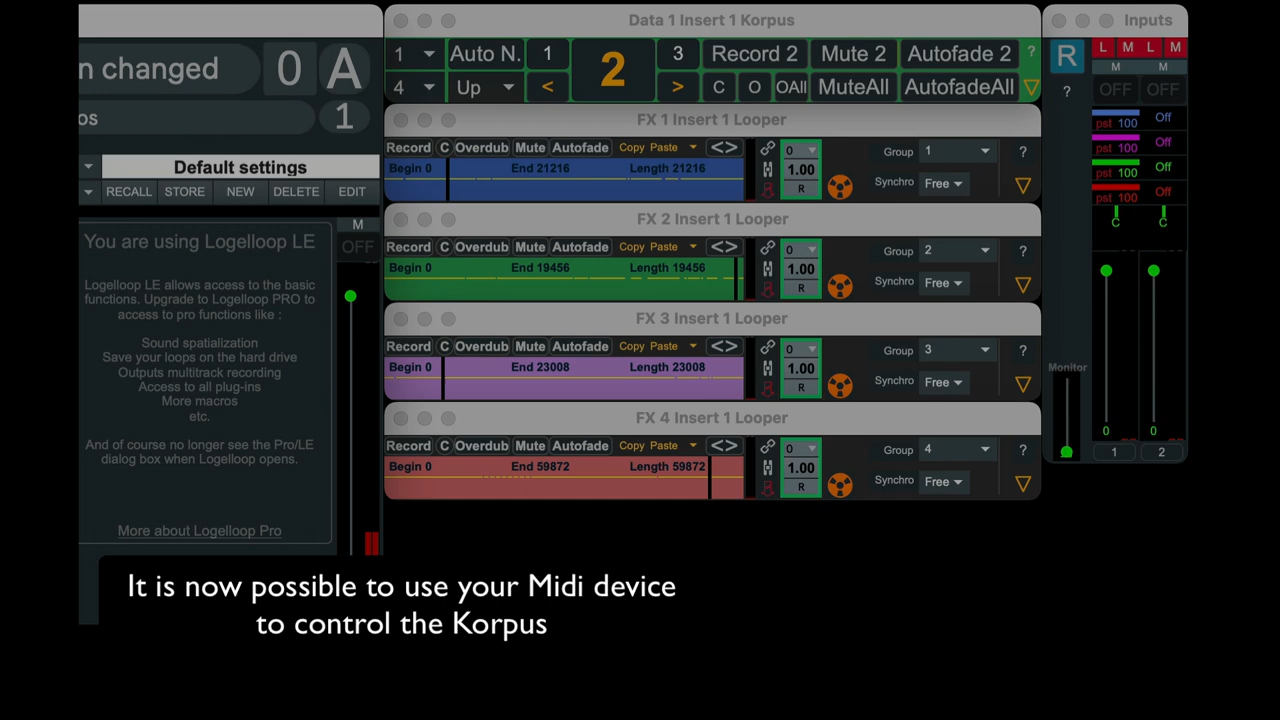 n changed
0
A
os
1
Default settings
RECALL
STORE
NEW
DELETE
EDIT
You are using Logelloop LE
Logelloop LE allows access to the basic
functions. Upgrade to Logelloop PRO to
access to pro functions like :
Sound spatialization
Save your loops on the hard drive
Outputs multitrack recording
Access to all plug-ins
More macros
etc.
And of course no longer see the Pro/LE
dialog box when Logelloop opens.
More about Logelloop Pro
M
OFF
Data 1 Insert 1 Korpus
1
Auto N.
1
2
3
Record 2
Mute 2
Autofade 2
?
4
Up
<
>
C
O
OAll
MuteAll
AutofadeAll
FX 1 Insert 1 Looper
Record
C
Overdub
Mute
Autofade
Copy
Paste
<>
Begin 0
End 21216
Length 21216
0
1.00
R
Group
1
?
Synchro
Free
FX 2 Insert 1 Looper
Record
C
Overdub
Mute
Autofade
Copy
Paste
<>
Begin 0
End 19456
Length 19456
0
1.00
R
Group
2
?
Synchro
Free
FX 3 Insert 1 Looper
Record
C
Overdub
Mute
Autofade
Copy
Paste
<>
Begin 0
End 23008
Length 23008
0
1.00
R
Group
3
?
Synchro
Free
FX 4 Insert 1 Looper
Record
C
Overdub
Mute
Autofade
Copy
Paste
<>
Begin 0
End 59872
Length 59872
0
1.00
R
Group
4
?
Synchro
Free
Inputs
R
L M L M
M M
?
OFF OFF
pst 100 Off
pst 100 Off
pst 100 Off
pst 100 Off
C C
Monitor
0 0
1 2
It is now possible to use your Midi device
to control the Korpus